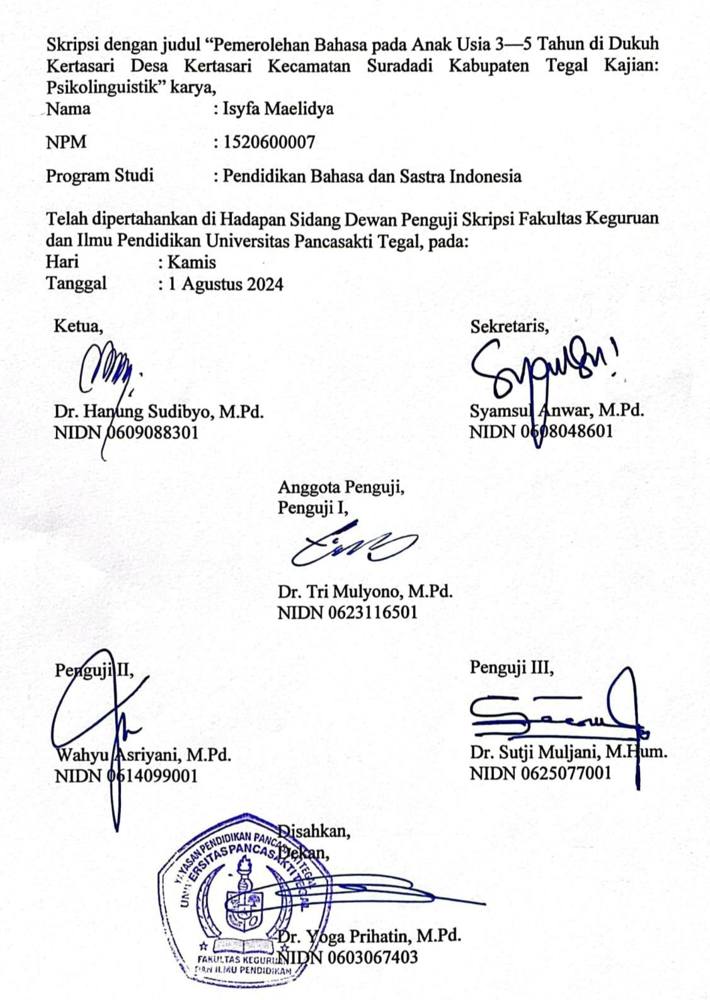 Skripsi dengan judul “Pemerolehan Bahasa pada Anak Usia 3—5 Tahun di Dukuh
Kertasari Desa Kertasari Kecamatan Suradadi Kabupaten Tegal Kajian:
Psikolinguistik” karya,
Nama : Isyfa Maelidya
NPM : 1520600007
Program Studi : Pendidikan Bahasa dan Sastra Indonesia
Telah dipertahankan di Hadapan Sidang Dewan Penguji Skripsi Fakultas Keguruan
dan Ilmu Pendidikan Universitas Pancasakti Tegal, pada:
Hari : Kamis
Tanggal : 1 Agustus 2024
Ketua,
Dr. Hanung Sudibyo, M.Pd.
NIDN 0609088301
Sekretaris,
Syamsul Anwar, M.Pd.
NIDN 0608048601
Anggota Penguji,
Penguji I,
Dr. Tri Mulyono, M.Pd.
NIDN 0623116501
Penguji II,
Wahyu Asriyani, M.Pd.
NIDN 0614099001
Penguji III,
Dr. Sutji Muljani, M.Hum.
NIDN 0625077001
Disahkan,
Dekan,
Dr. Yoga Prihatin, M.Pd.
NIDN 0603067403
YAYASAN PENDIDIKAN PANCASAKTI TEGAL
UNIVERSITAS PANCASAKTI TEGAL
FAKULTAS KEGURUAN
DAN ILMU PENDIDIKAN